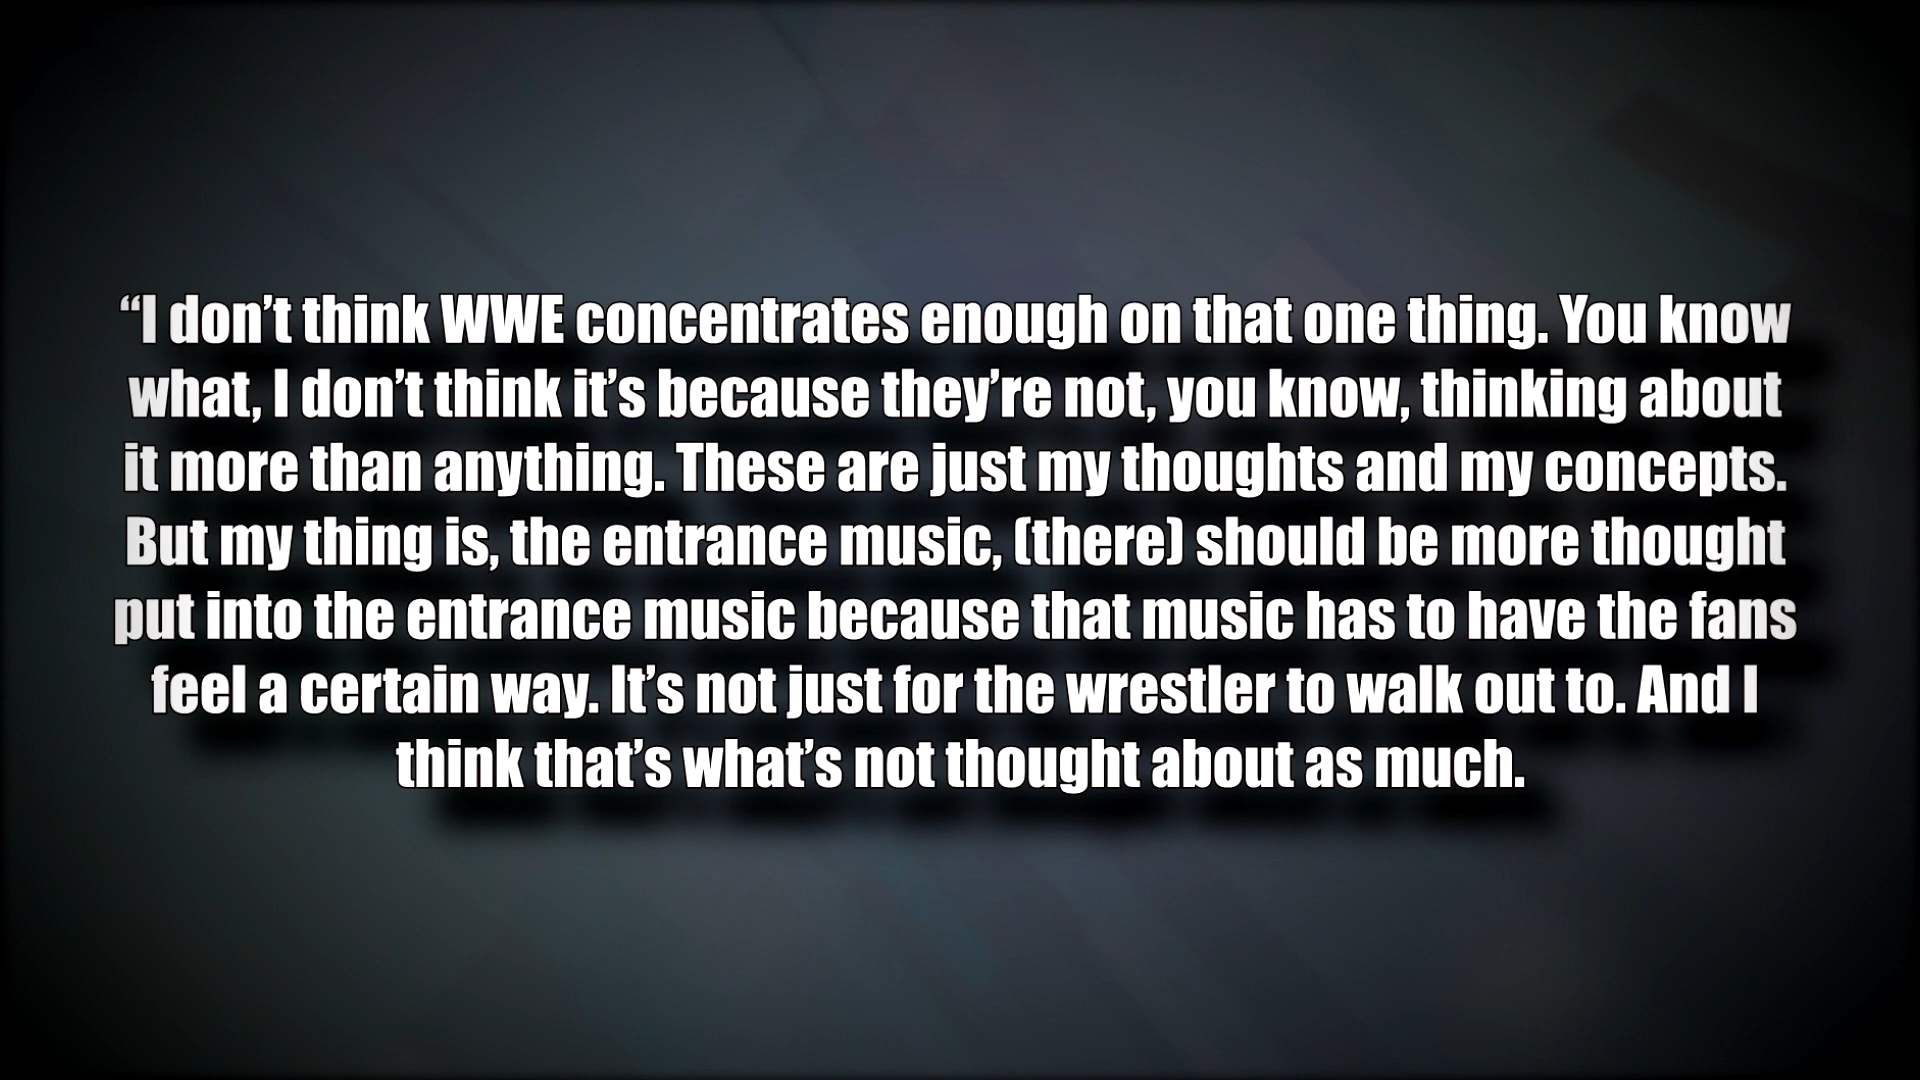 “I don’t think WWE concentrates enough on that one thing. You know
what, I don’t think it’s because they’re not, you know, thinking about
it more than anything. These are just my thoughts and my concepts.
But my thing is, the entrance music, (there) should be more thought
put into the entrance music because that music has to have the fans
feel a certain way. It’s not just for the wrestler to walk out to. And I
think that’s what’s not thought about as much.